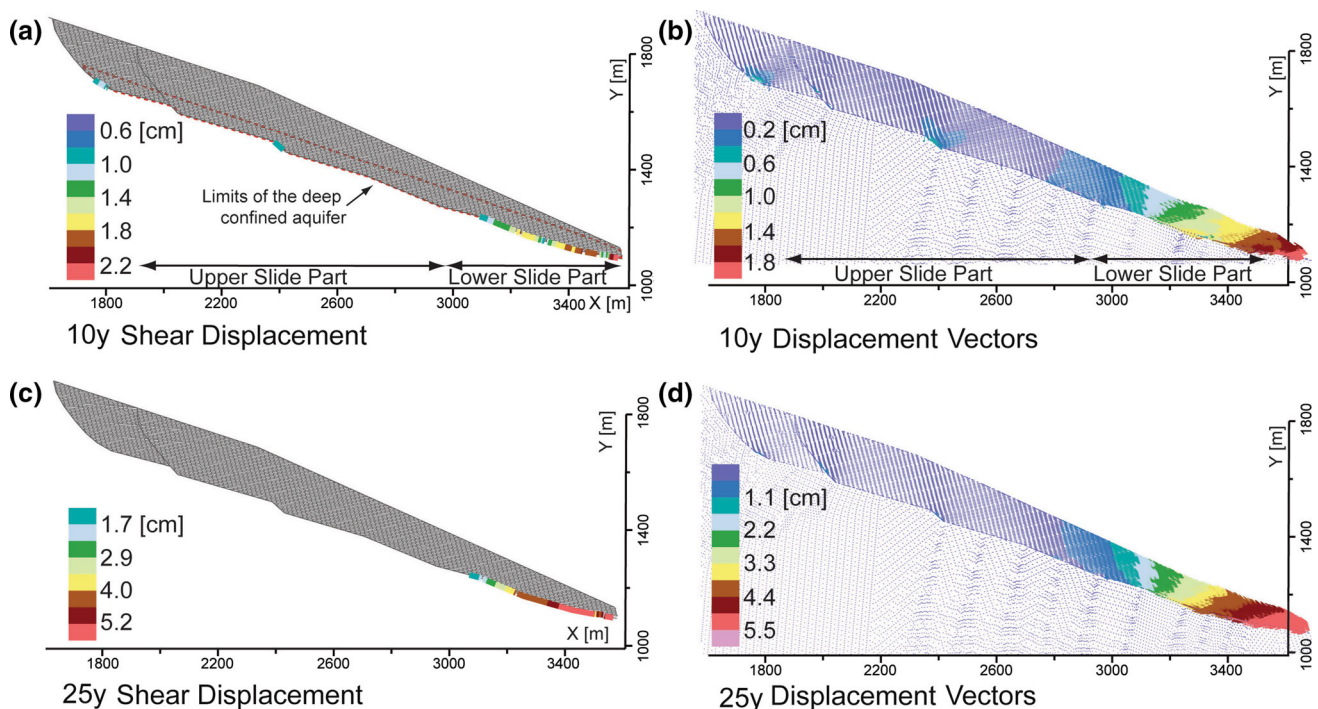 (a)
1800
Y [m]
1400
1000
0.6 [cm]
1.0
1.4
1.8
2.2
Limits of the deep
confined aquifer
Upper Slide Part
Lower Slide Part
1800
2200
2600
3000
3400
X [m]
10y Shear Displacement
(b)
1800
Y [m]
1400
1000
0.2 [cm]
0.6
1.0
1.4
1.8
Upper Slide Part
Lower Slide Part
1800
2200
2600
3000
3400
10y Displacement Vectors
(c)
1800
Y [m]
1400
1000
1.7 [cm]
2.9
4.0
5.2
X [m]
1800
2200
2600
3000
3400
25y Shear Displacement
(d)
1800
Y [m]
1400
1000
1.1 [cm]
2.2
3.3
4.4
5.5
1800
2200
2600
3000
3400
25y Displacement Vectors